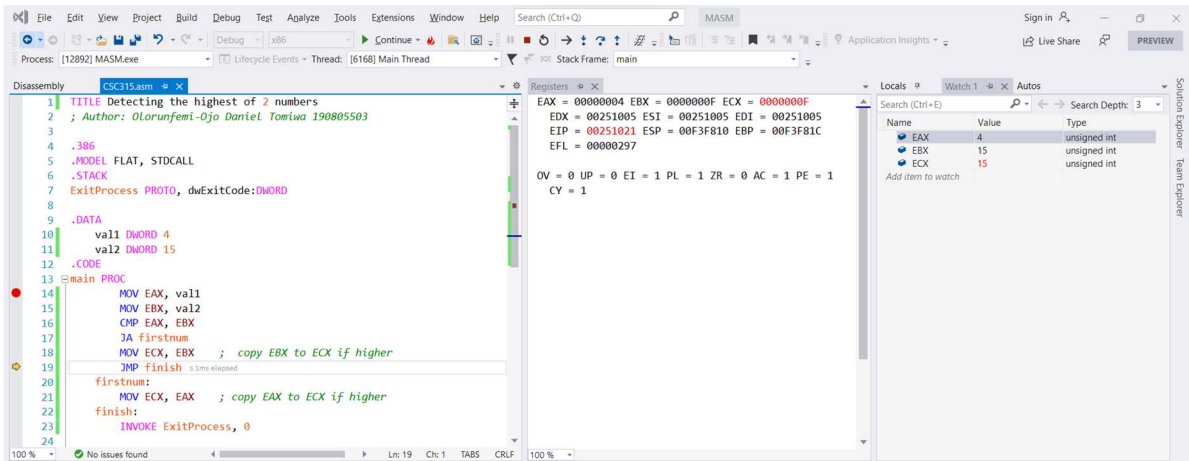 File Edit View Project Build Debug Test Analyze Tools Extensions Window Help Search (Ctrl+Q) MASM Sign in
Debug x86 Continue Application Insights Live Share PREVIEW
Process: [12892] MASM.exe Lifecycle Events Thread: [6168] Main Thread Stack Frame: main
Disassembly CSC315.asm
1 TITLE Detecting the highest of 2 numbers
2 ; Author: OLorunfemi-Ojo Daniel Tomiwa 190805503
3
4 .386
5 .MODEL FLAT, STDCALL
6 .STACK
7 ExitProcess PROTO, dwExitCode:DWORD
8
9 .DATA
10 val1 DWORD 4
11 val2 DWORD 15
12 .CODE
13 main PROC
14 MOV EAX, val1
15 MOV EBX, val2
16 CMP EAX, EBX
17 JA firstnum
18 MOV ECX, EBX ; copy EBX to ECX if higher
19 JMP finish ≤ 1ms elapsed
20 firstnum:
21 MOV ECX, EAX ; copy EAX to ECX if higher
22 finish:
23 INVOKE ExitProcess, 0
24
100 % No issues found Ln: 19 Ch: 1 TABS CRLF
Registers
EAX = 00000004 EBX = 0000000F ECX = 0000000F
EDX = 00251005 ESI = 00251005 EDI = 00251005
EIP = 00251021 ESP = 00F3F810 EBP = 00F3F81C
EFL = 00000297
OV = 0 UP = 0 EI = 1 PL = 1 ZR = 0 AC = 1 PE = 1
CY = 1
100 %
Locals Watch 1 Autos
Search (Ctrl+E) Search Depth: 3
Name Value Type
EAX 4 unsigned int
EBX 15 unsigned int
ECX 15 unsigned int
Add item to watch
Solution Explorer Team Explorer